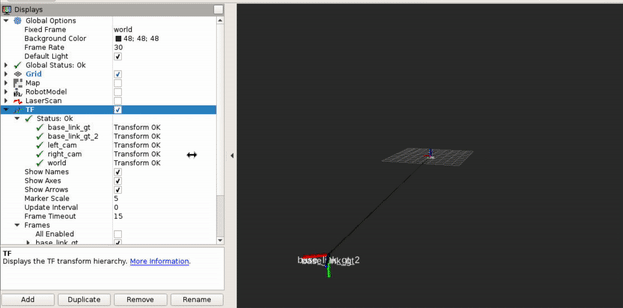 Displays
Global Options
Fixed Frame world
Background Color 48; 48; 48
Frame Rate 30
Default Light
Global Status: Ok
Grid
Map
RobotModel
LaserScan
TF
Status: Ok
base_link_gt Transform OK
base_link_gt_2 Transform OK
left_cam Transform OK
right_cam Transform OK
world Transform OK
Show Names
Show Axes
Show Arrows
Marker Scale 5
Update Interval 0
Frame Timeout 15
Frames
All Enabled
base_link_gt
TF
Displays the TF transform hierarchy. More Information.
Add Duplicate Remove Rename